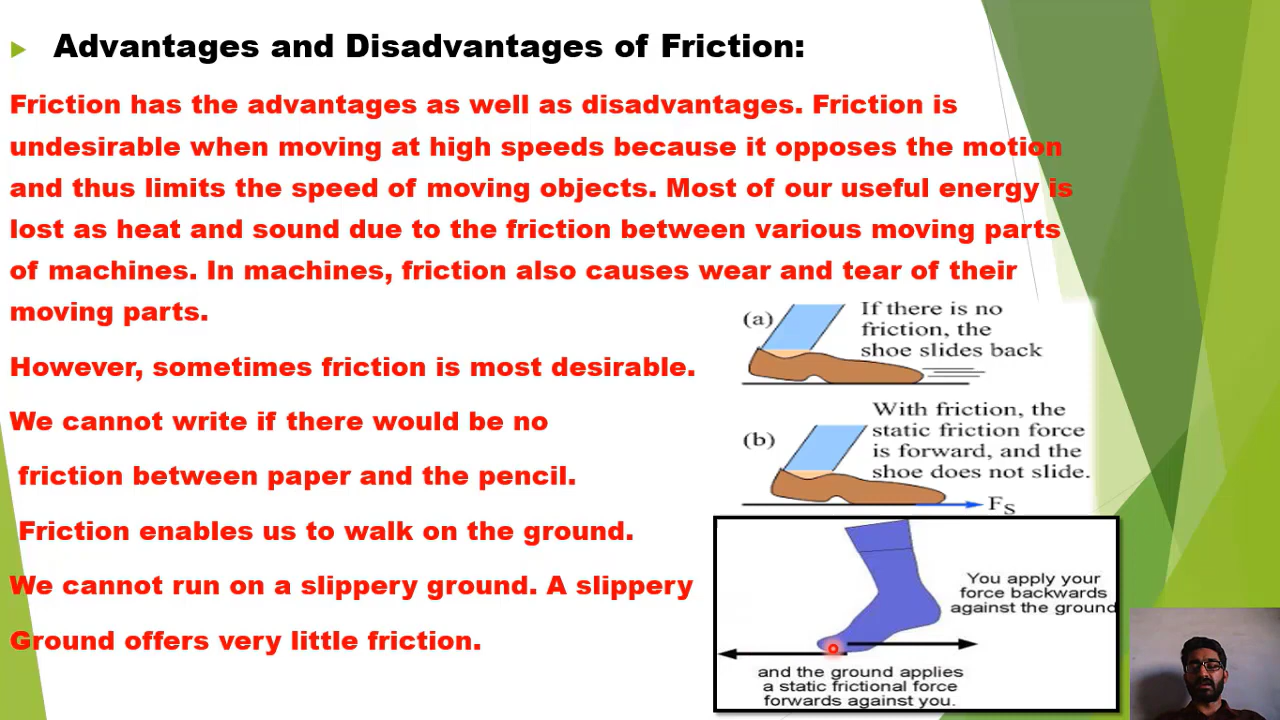 Advantages and Disadvantages of Friction:
Friction has the advantages as well as disadvantages. Friction is
undesirable when moving at high speeds because it opposes the motion
and thus limits the speed of moving objects. Most of our useful energy is
lost as heat and sound due to the friction between various moving parts
of machines. In machines, friction also causes wear and tear of their
moving parts.
However, sometimes friction is most desirable.
We cannot write if there would be no
friction between paper and the pencil.
Friction enables us to walk on the ground.
We cannot run on a slippery ground. A slippery
Ground offers very little friction.
(a)
If there is no
friction, the
shoe slides back
(b)
With friction, the
static friction force
is forward, and the
shoe does not slide.
FS
You apply your
force backwards
against the ground
and the ground applies
a static frictional force
forwards against you.